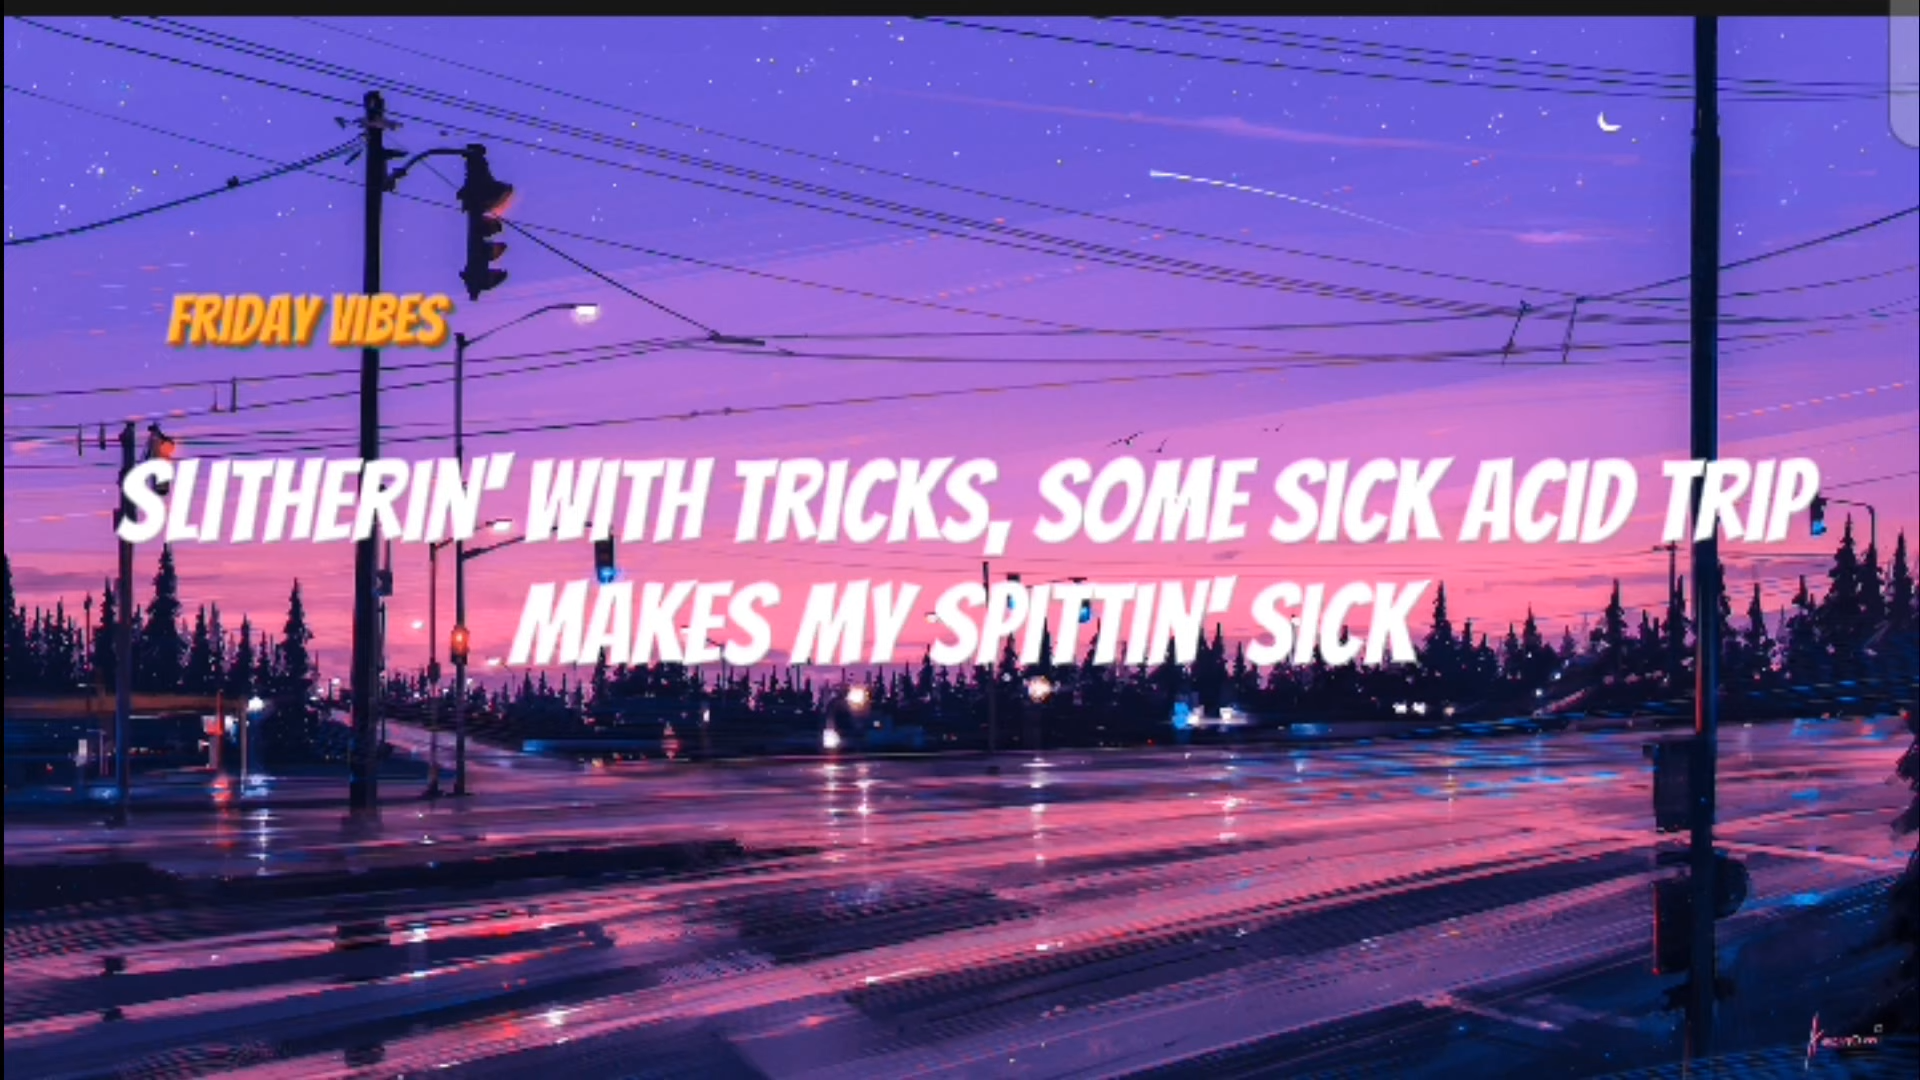 FRIDAY VIBES
SLITHERIN' WITH TRICKS, SOME SICK ACID TRIP
MAKES MY SPITTIN' SICK